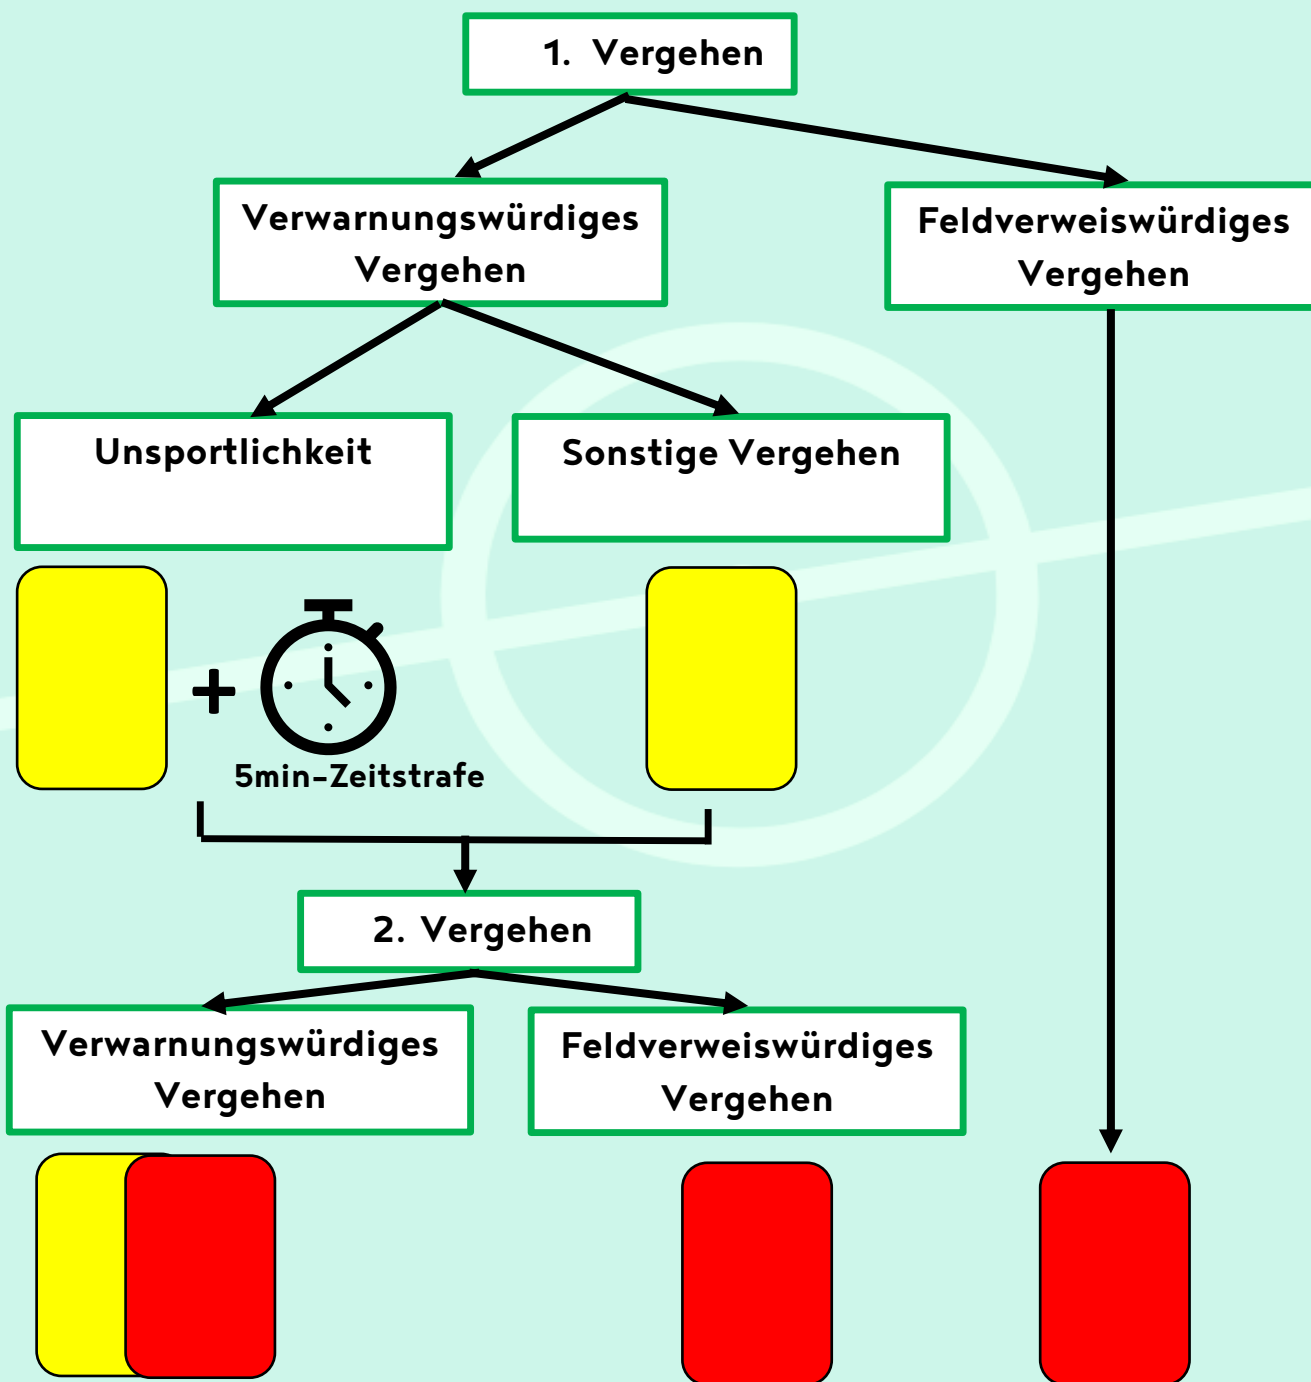 1. Vergehen
Verwarnungswürdiges
Vergehen
Feldverweiswürdiges
Vergehen
Unsportlichkeit
Sonstige Vergehen
5min-Zeitstrafe
2. Vergehen
Verwarnungswürdiges
Vergehen
Feldverweiswürdiges
Vergehen